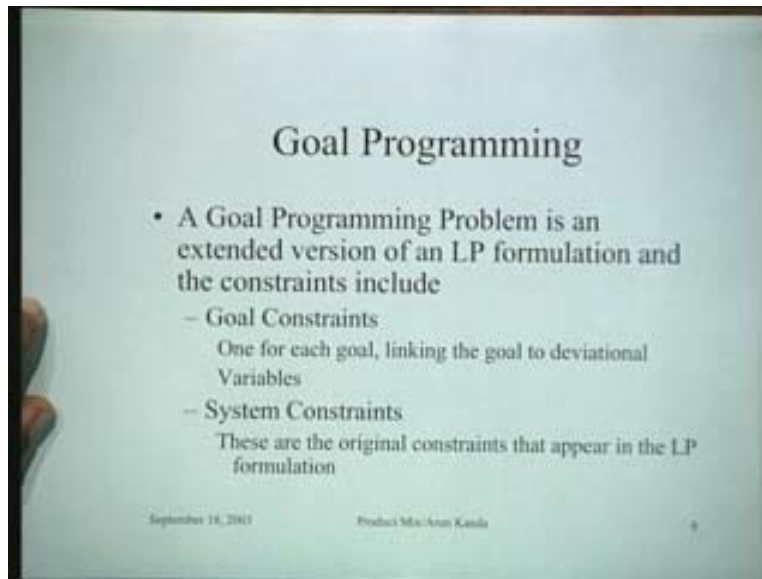 Goal Programming
• A Goal Programming Problem is an
extended version of an LP formulation and
the constraints include
– Goal Constraints
One for each goal, linking the goal to deviational
Variables
– System Constraints
These are the original constraints that appear in the LP
formulation
September 18, 2003 Product Mix/Arun Kanda